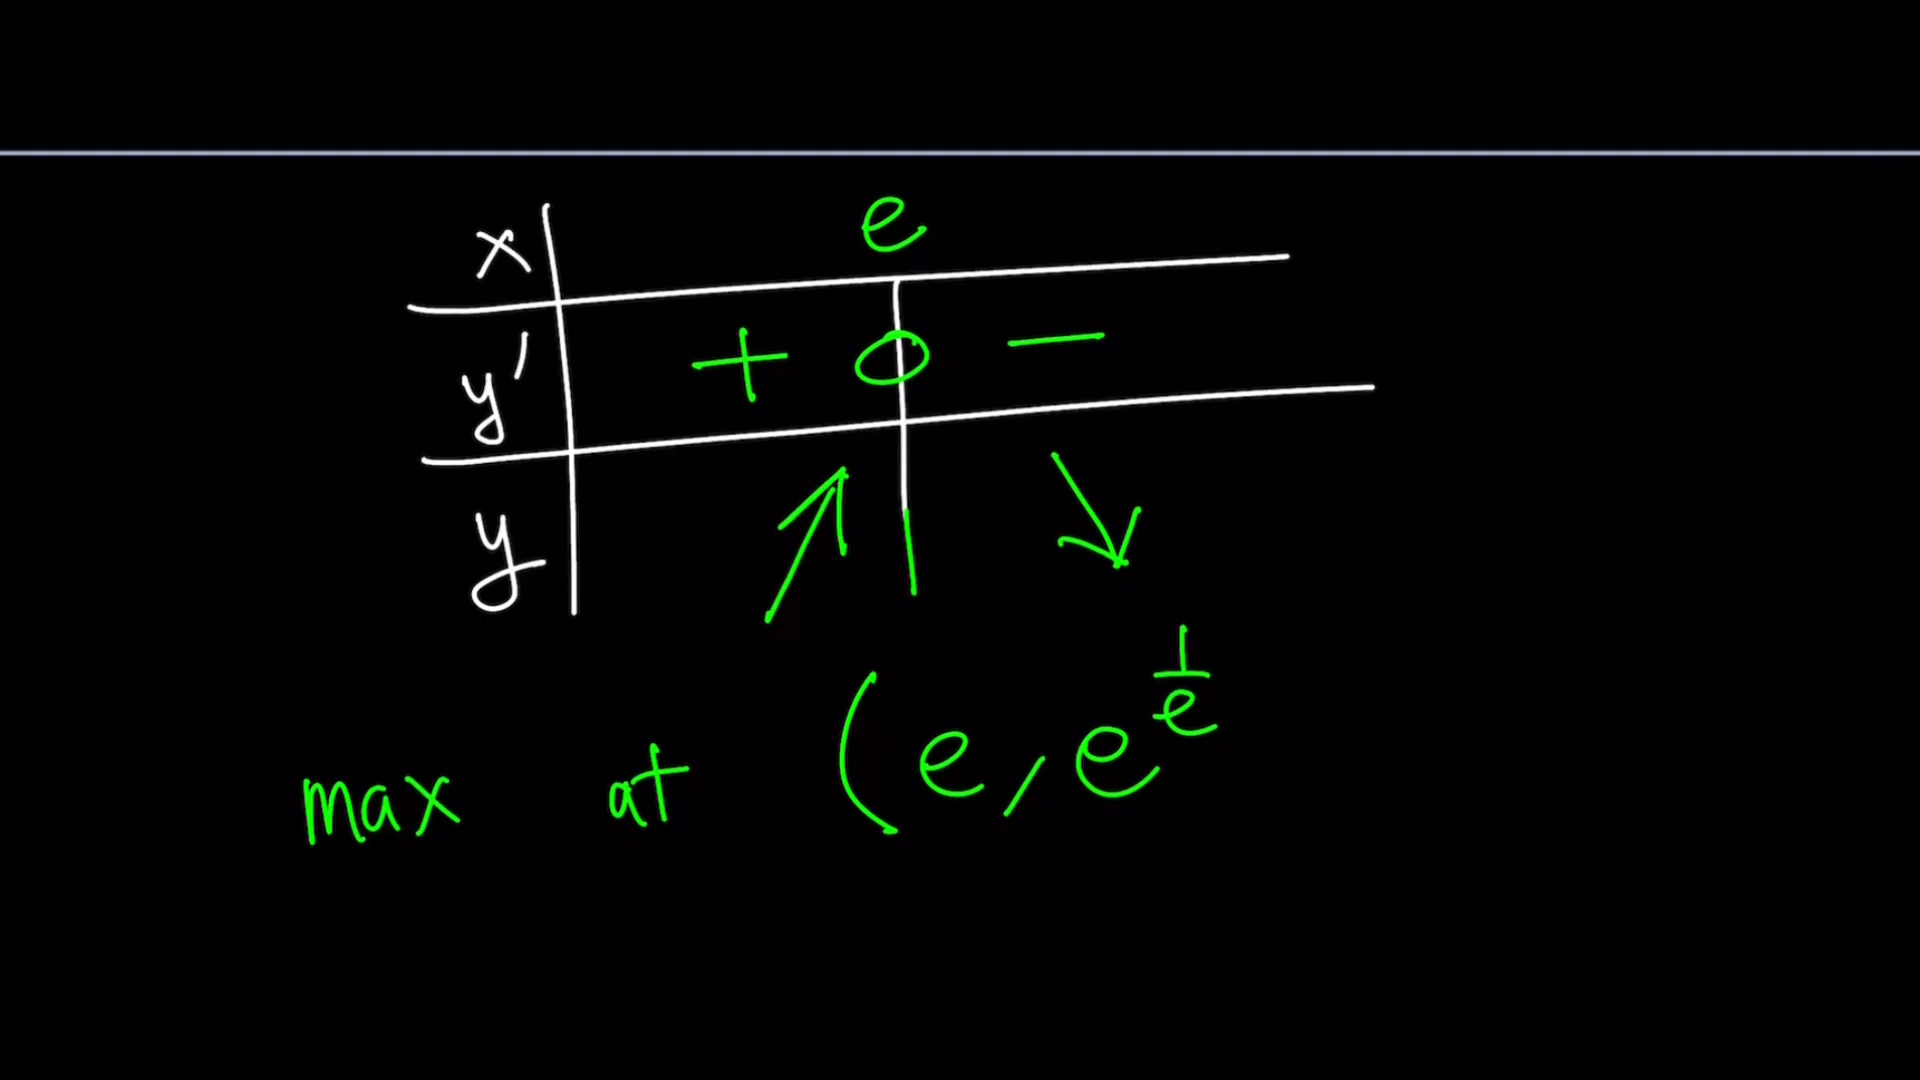 x e
y' + 0 −
y
max at (e, e^{1/e}